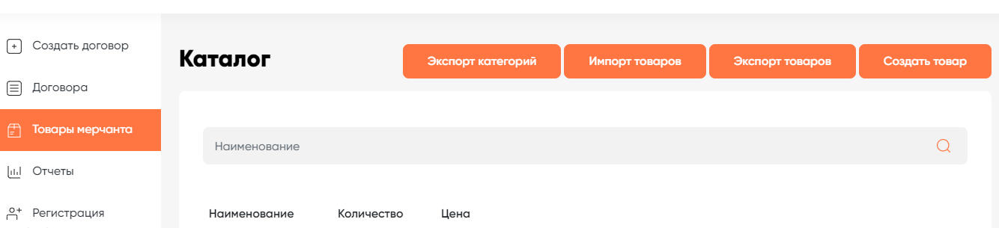 Создать договор
Договора
Товары мерчанта
Отчеты
Регистрация
Каталог
Экспорт категорий
Импорт товаров
Экспорт товаров
Создать товар
Наименование
Наименование Количество Цена